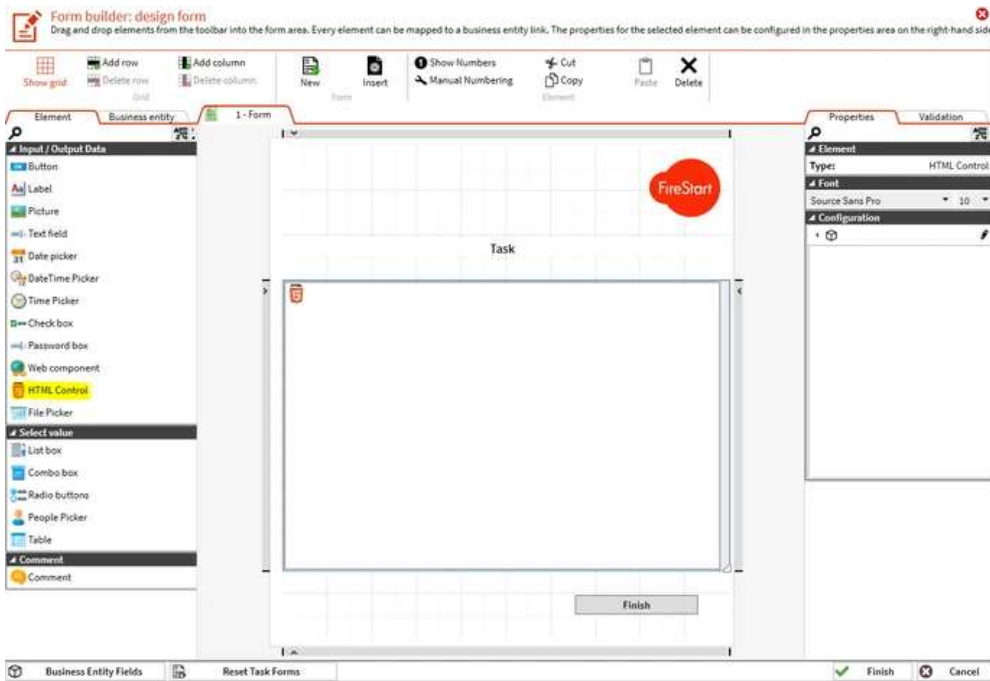 Form builder: design form
Drag and drop elements from the toolbar into the form area. Every element can be mapped to a business entity link. The properties for the selected element can be configured in the properties area on the right-hand side
Show grid
Add row
Delete row
Add column
Delete column
Grid
New
Insert
Form
Show Numbers
Manual Numbering
Cut
Copy
Paste
Delete
Element
Element
Business entity
1 - Form
Properties
Validation
Input / Output Data
Button
Label
Picture
Text field
Date picker
DateTime Picker
Time Picker
Check box
Password box
Web component
HTML Control
File Picker
Select value
List box
Combo box
Radio buttons
People Picker
Table
Comment
Comment
FireStart
Task
Finish
Element
Type: HTML Control
Font
Source Sans Pro 10
Configuration
Business Entity Fields
Reset Task Forms
Finish
Cancel